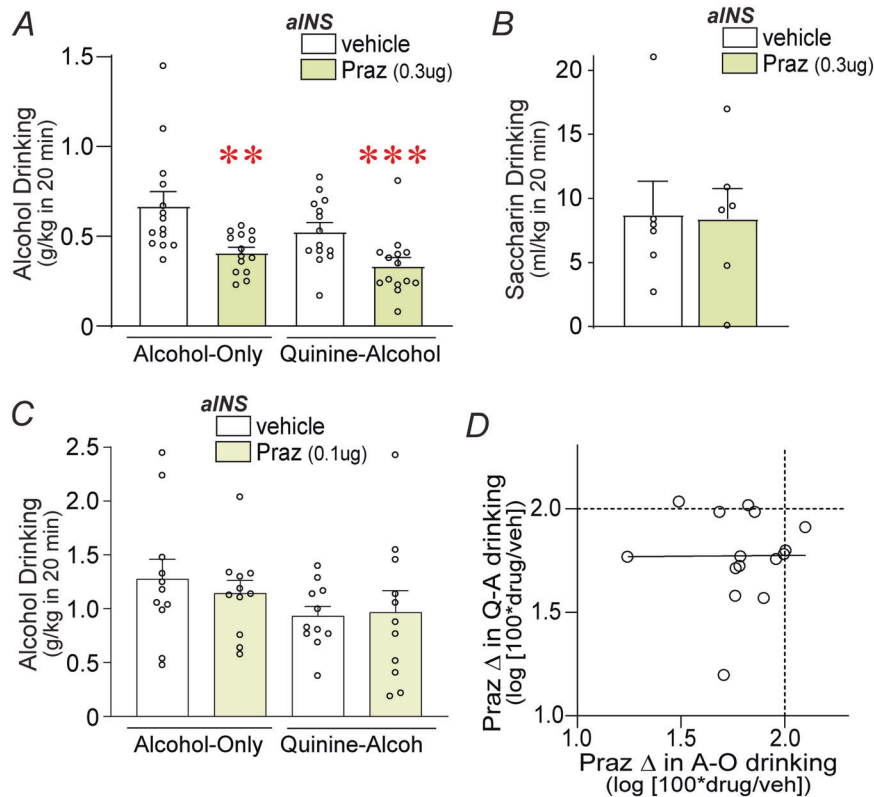 A
aINS
vehicle
Praz (0.3ug)
Alcohol Drinking
(g/kg in 20 min)
1.5
1.0
0.5
0
**
***
Alcohol-Only
Quinine-Alcohol
B
aINS
vehicle
Praz (0.3ug)
Saccharin Drinking
(ml/kg in 20 min)
20
15
10
5
0
C
aINS
vehicle
Praz (0.1ug)
Alcohol Drinking
(g/kg in 20 min)
2.5
2.0
1.5
1.0
0.5
0
Alcohol-Only
Quinine-Alcoh
D
Praz Δ in Q-A drinking
(log [100*drug/veh])
2.0
1.5
1.0
1.0
1.5
2.0
Praz Δ in A-O drinking
(log [100*drug/veh])